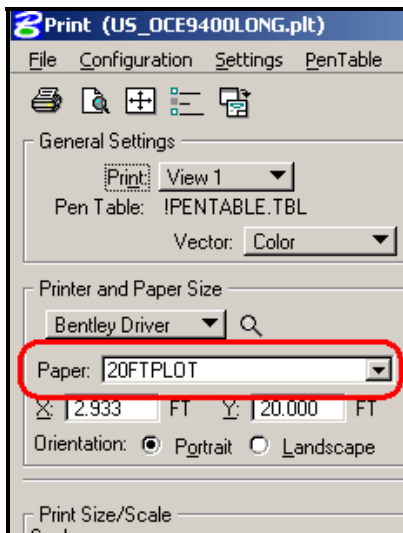 Print (US_OCE9400LONG.plt)
File Configuration Settings PenTable
General Settings
Print: View 1
Pen Table: !PENTABLE.TBL
Vector: Color
Printer and Paper Size
Bentley Driver
Paper: 20FTPLOT
X: 2.933 FT Y: 20.000 FT
Orientation: Portrait Landscape
Print Size/Scale